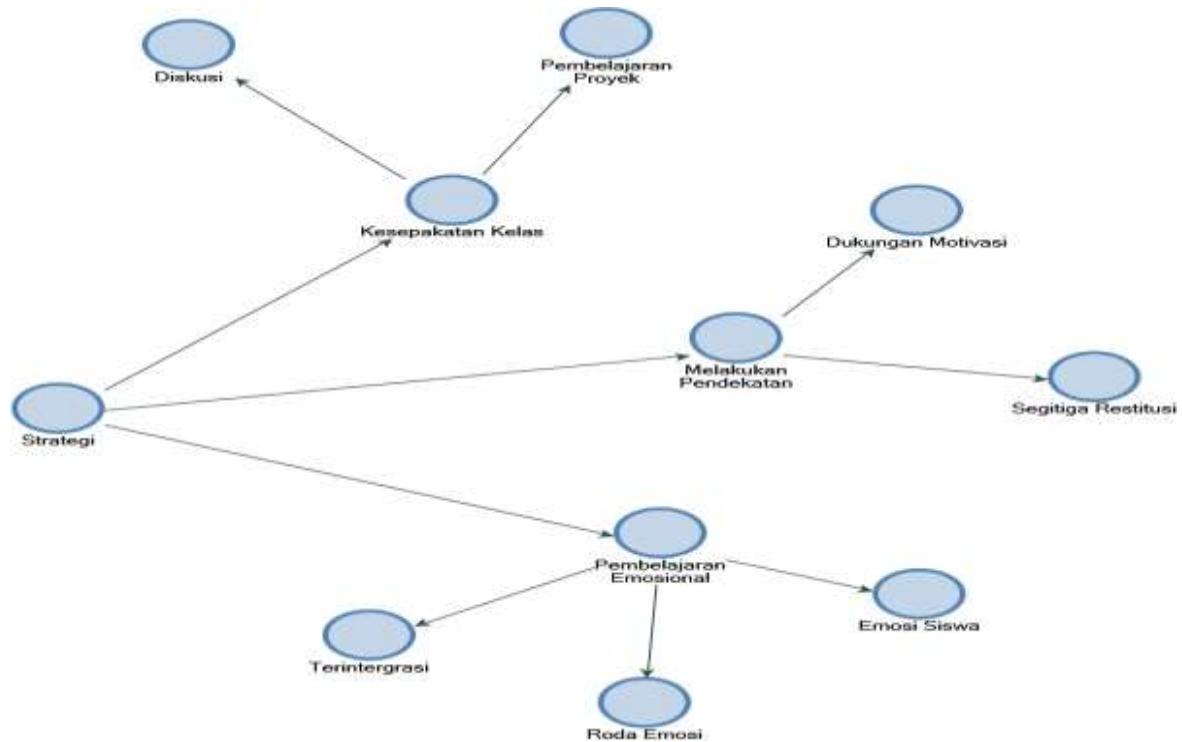 Diskusi
Pembelajaran
Proyek
Kesepakatan Kelas
Dukungan Motivasi
Melakukan
Pendekatan
Segitiga Restitusi
Strategi
Pembelajaran
Emosional
Emosi Siswa
Terintergrasi
Roda Emosi